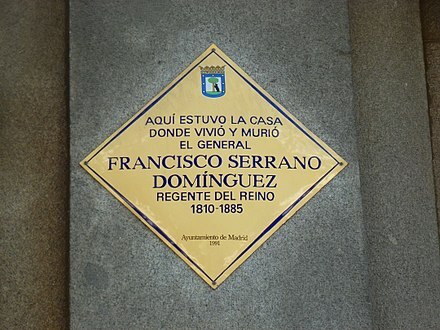 AQUÍ ESTUVO LA CASA
DONDE VIVIÓ Y MURIÓ
EL GENERAL
FRANCISCO SERRANO
DOMÍNGUEZ
REGENTE DEL REINO
1810-1885
Ayuntamiento de Madrid
1991